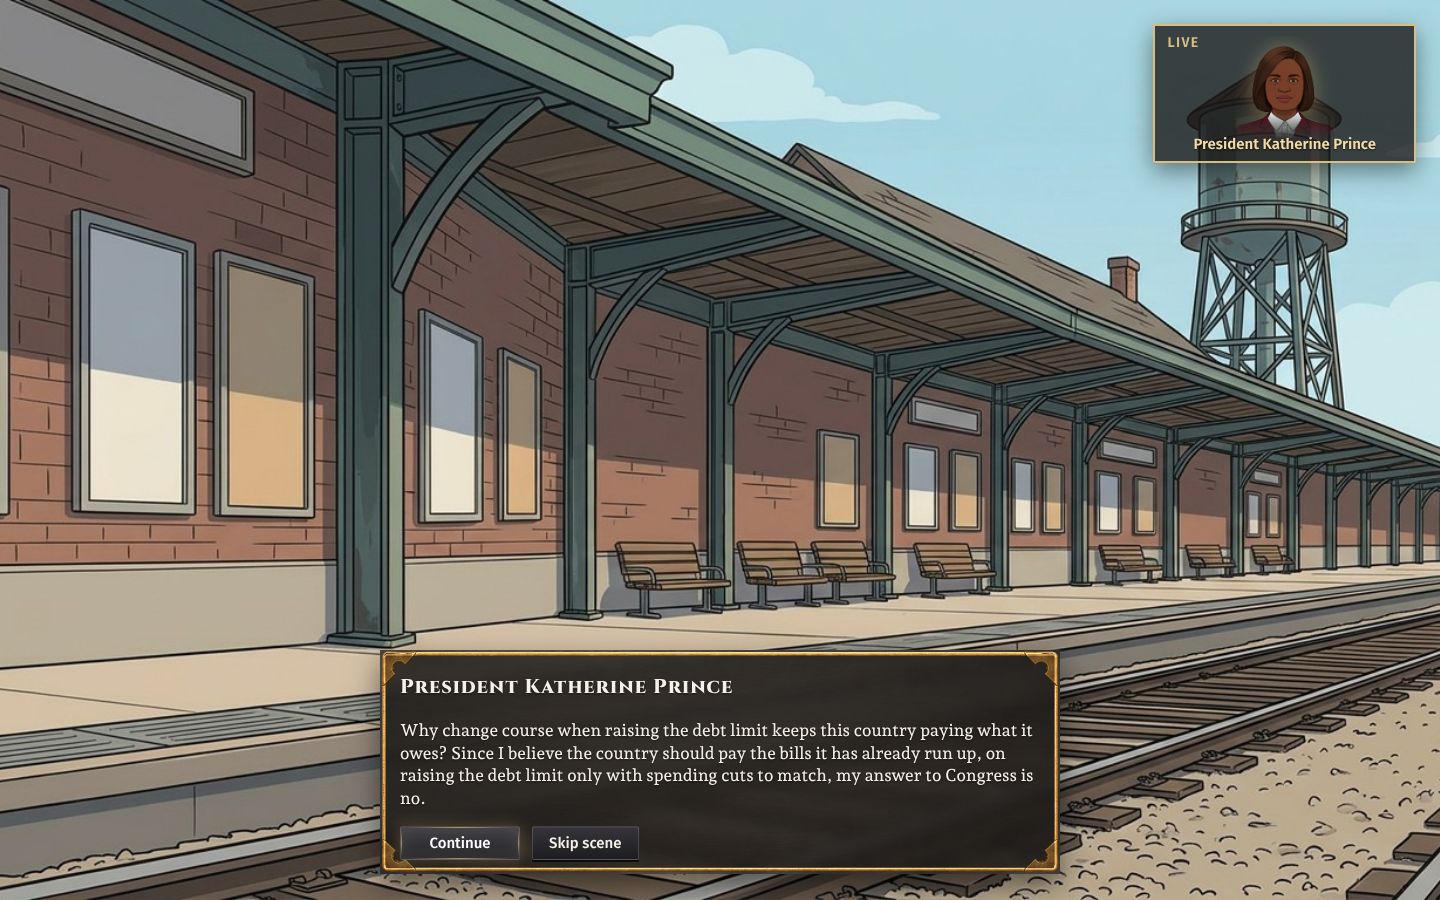 LIVE
President Katherine Prince
President Katherine Prince
Why change course when raising the debt limit keeps this country paying what it
owes? Since I believe the country should pay the bills it has already run up, on
raising the debt limit only with spending cuts to match, my answer to Congress is
no.
Continue
Skip scene